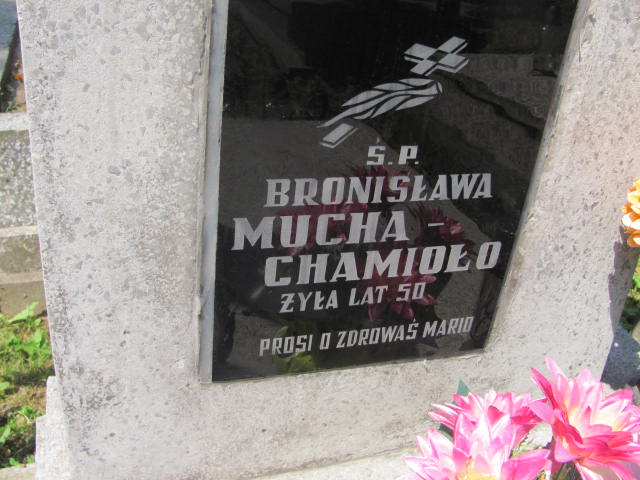 Ś.P.
BRONISŁAWA
MUCHA -
CHAMIOŁO
ŻYŁA LAT 50
PROSI O ZDROWAŚ MARIO